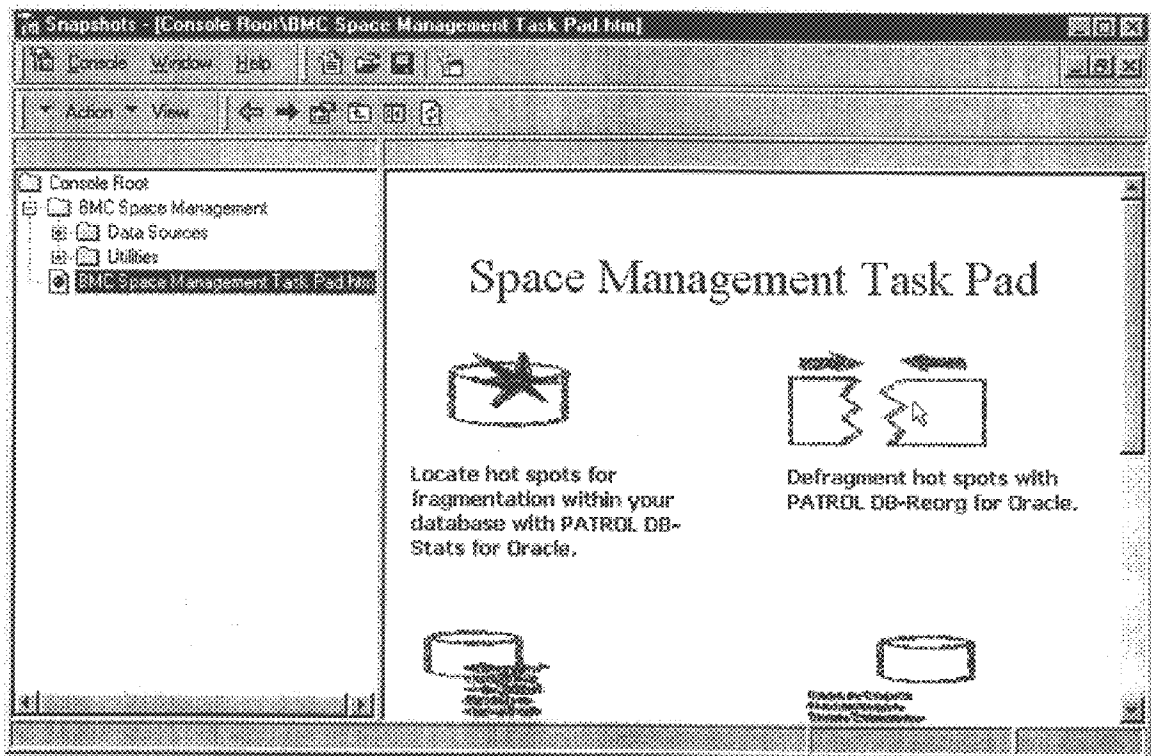 Snapshots - [Console Root\BMC Space Management Task Pad.htm]
Console Window Help
Action View
Console Root
BMC Space Management
Data Sources
Utilities
BMC Space Management Task Pad.htm
Space Management Task Pad
Locate hot spots for
fragmentation within your
database with PATROL DB-
Stats for Oracle.
Defragment hot spots with
PATROL DB-Reorg for Oracle.